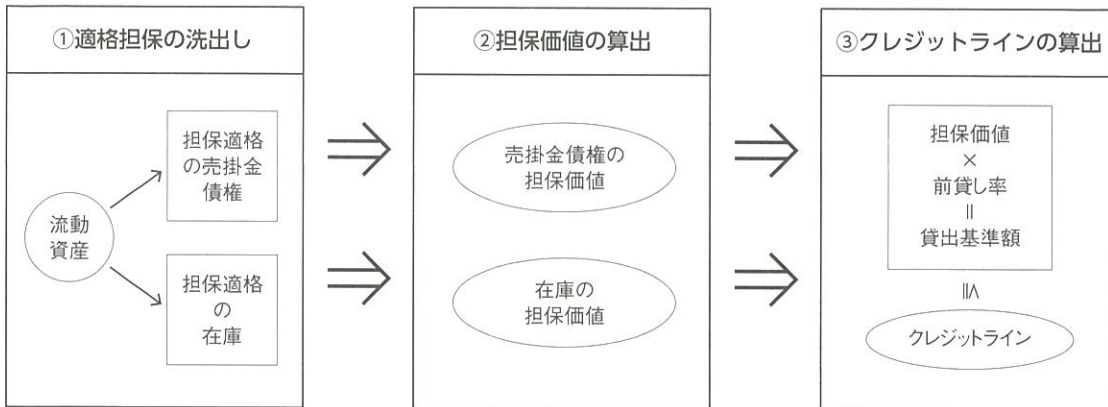 ①適格担保の洗出し
流動
資産
担保適格
の売掛金
債権
担保適格
の
在庫
②担保価値の算出
売掛金債権の
担保価値
在庫の
担保価値
③クレジットラインの算出
担保価値
×
前貸し率
॥
貸出基準額
≧
クレジットライン